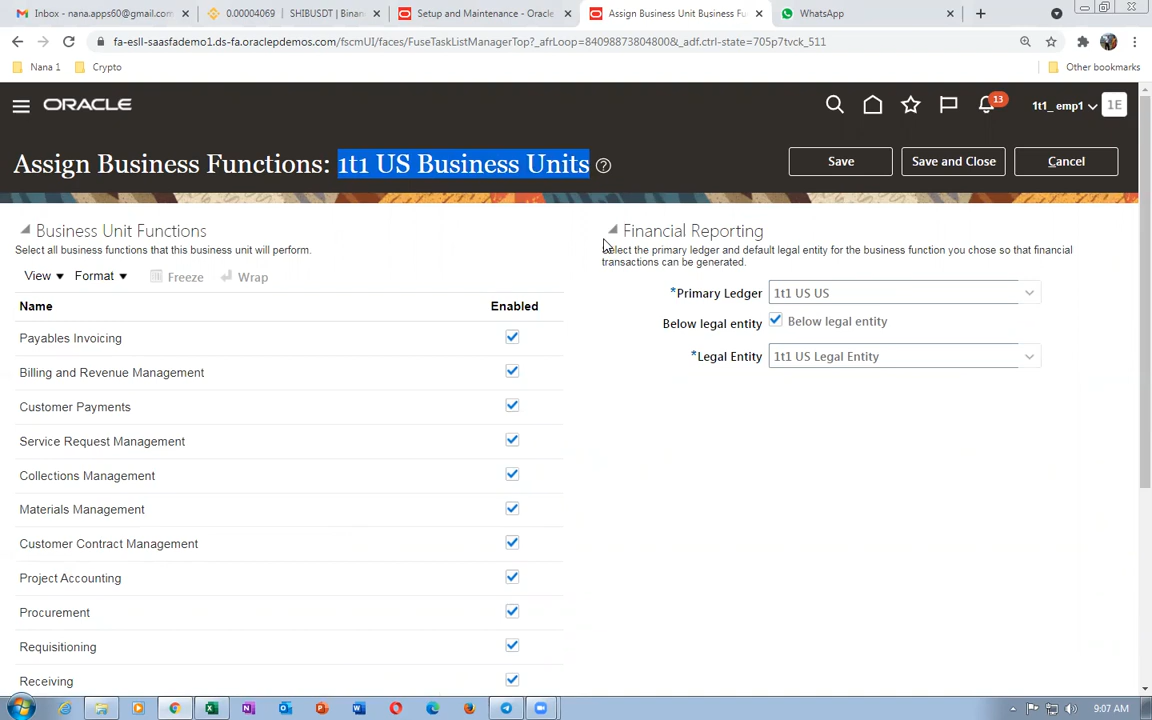 Inbox - nana.apps60@gmail.com
0.00004069 | SHIBUSDT | Binan
Setup and Maintenance - Oracle
Assign Business Unit Business Fu
WhatsApp
fa-esll-saasfademo1.ds-fa.oraclepdemos.com/fscmUI/faces/FuseTaskListManagerTop?_afrLoop=84098873804800&_adf.ctrl-state=705p7tvck_511
Nana 1
Crypto
Other bookmarks
ORACLE
13
1t1_ emp1
1E
Assign Business Functions: 1t1 US Business Units
Save
Save and Close
Cancel
Business Unit Functions
Select all business functions that this business unit will perform.
View
Format
Freeze
Wrap
Name
Enabled
Payables Invoicing
Billing and Revenue Management
Customer Payments
Service Request Management
Collections Management
Materials Management
Customer Contract Management
Project Accounting
Procurement
Requisitioning
Receiving
Financial Reporting
Select the primary ledger and default legal entity for the business function you chose so that financial
transactions can be generated.
*Primary Ledger 1t1 US US
Below legal entity Below legal entity
*Legal Entity 1t1 US Legal Entity
9:07 AM